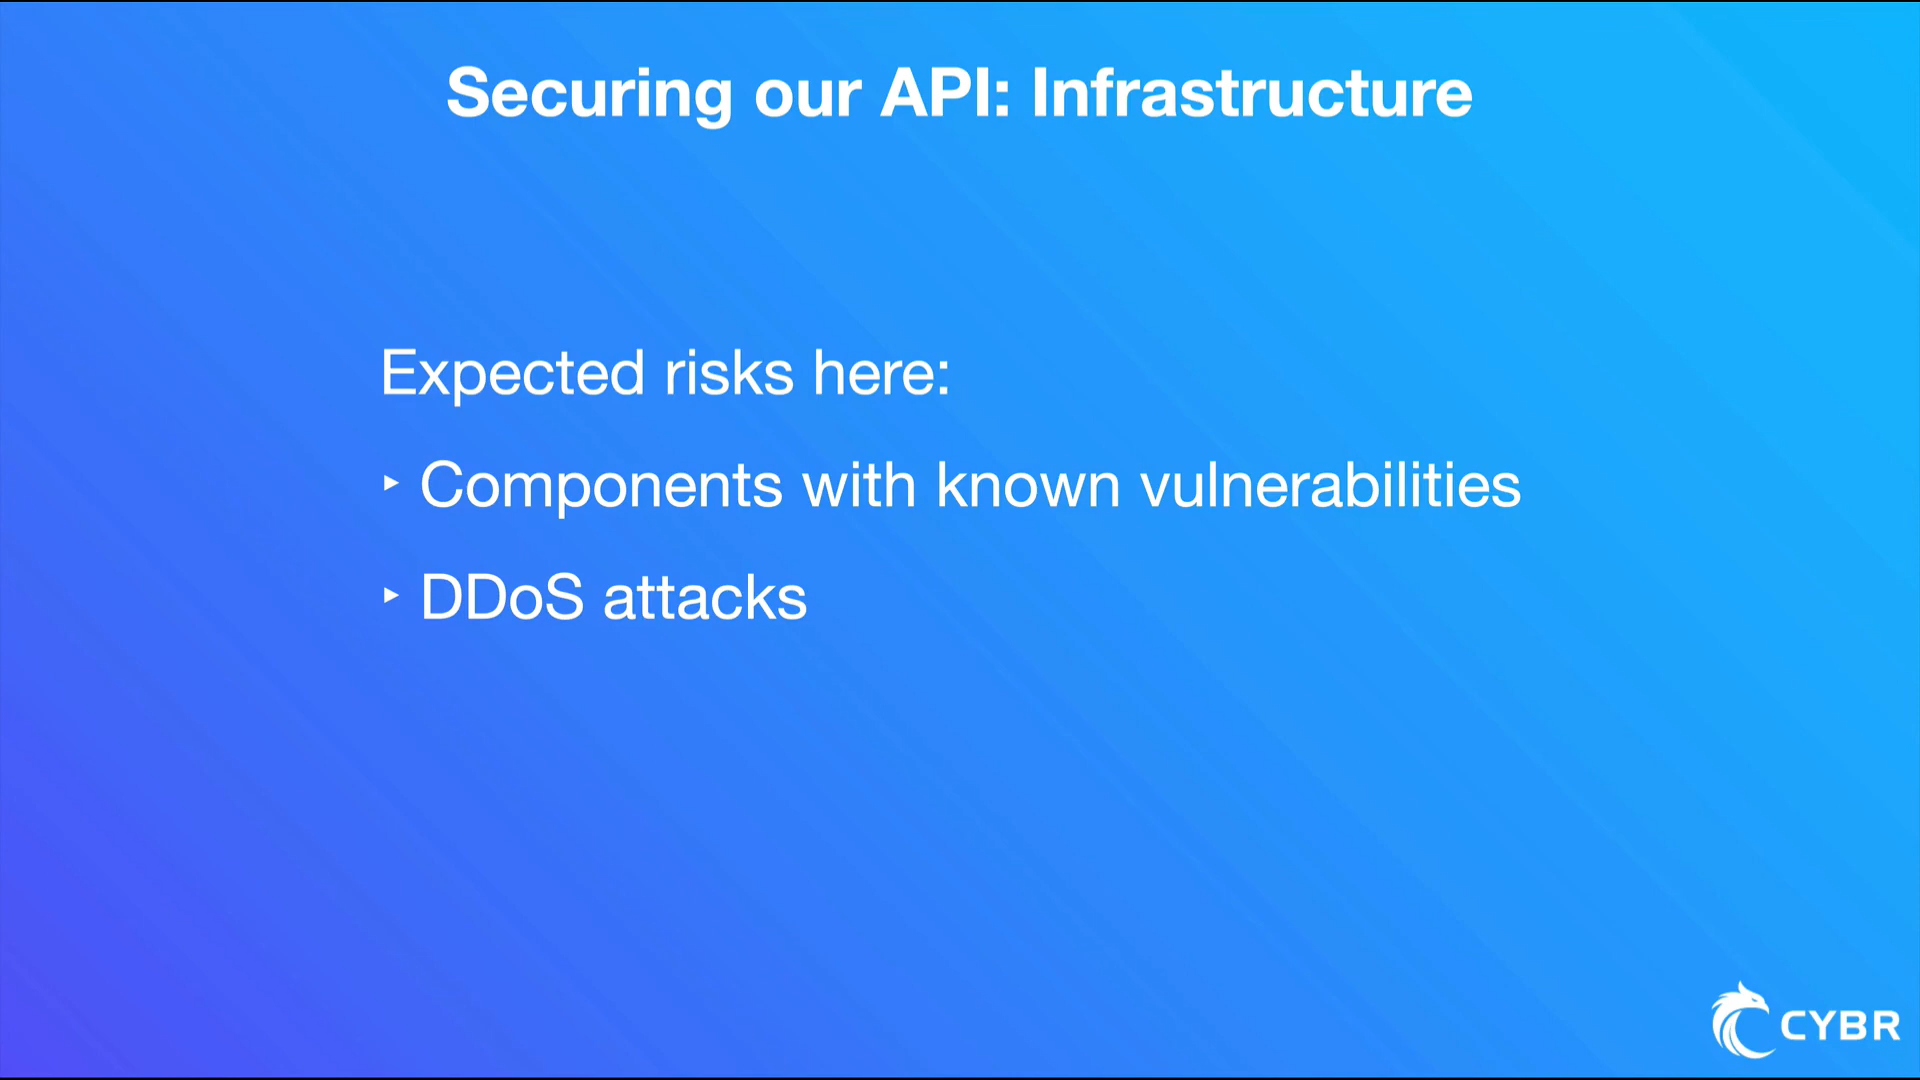 Securing our API: Infrastructure
Expected risks here:
‣ Components with known vulnerabilities
‣ DDoS attacks
CYBR